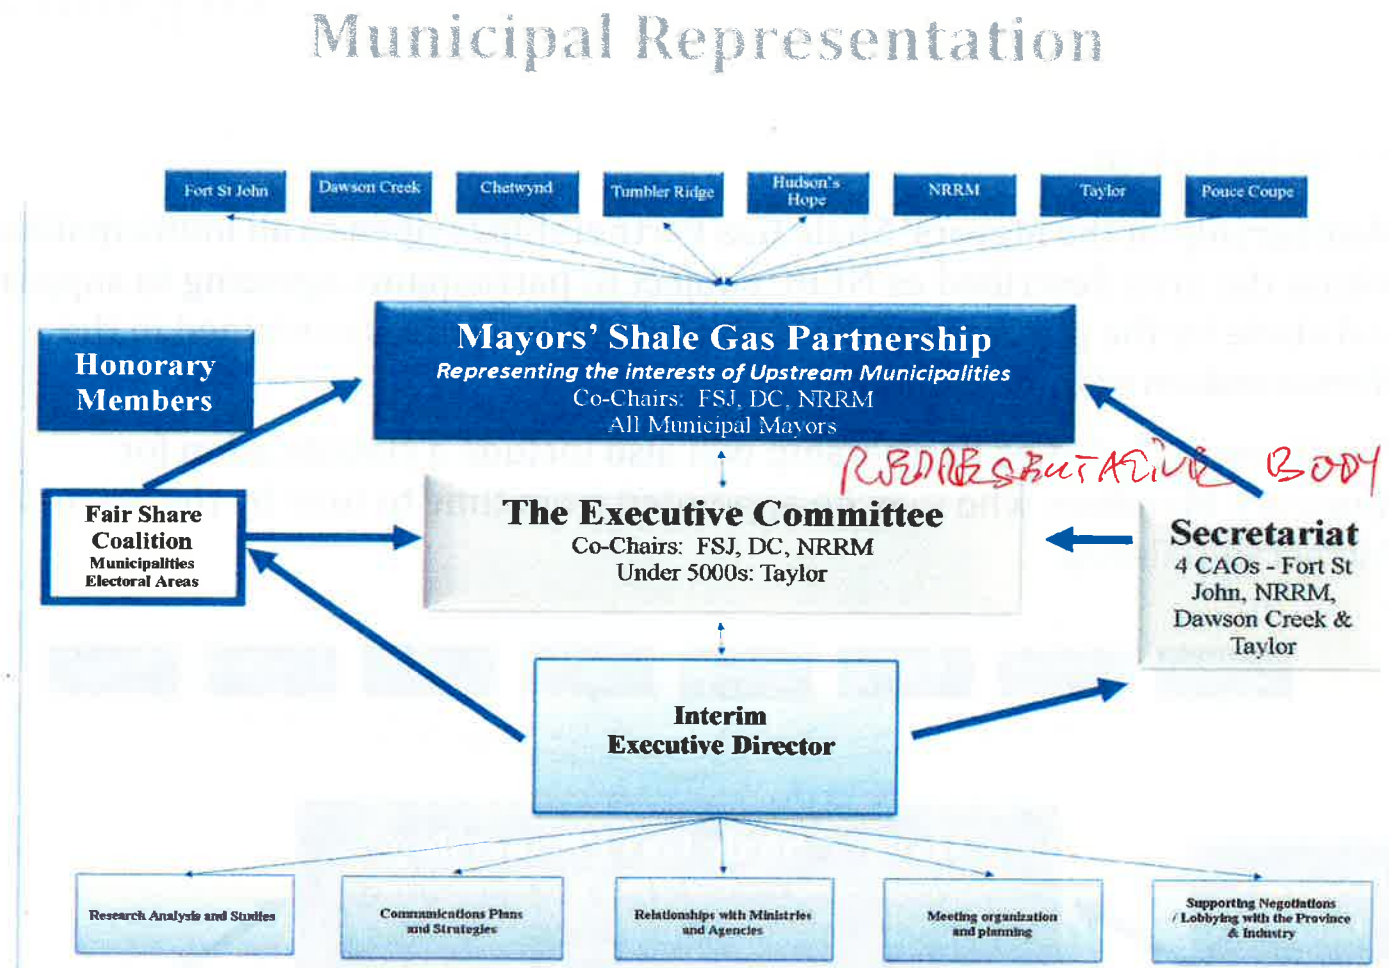 Municipal Representation
Fort St John
Dawson Creek
Chetwynd
Tumbler Ridge
Hudson's
Hope
NRRM
Taylor
Pouce Coupe
Mayors' Shale Gas Partnership
Representing the interests of Upstream Municipalities
Co-Chairs: FSJ, DC, NRRM
All Municipal Mayors
Honorary
Members
REPRESENTATIVE BODY
Fair Share
Coalition
Municipalities
Electoral Areas
The Executive Committee
Co-Chairs: FSJ, DC, NRRM
Under 5000s: Taylor
Secretariat
4 CAOs - Fort St
John, NRRM,
Dawson Creek &
Taylor
Interim
Executive Director
Research Analysis and Studies
Communications Plans
and Strategies
Relationships with Ministries
and Agencies
Meeting organization
and planning
Supporting Negotiations
/ Lobbying with the Province
& Industry